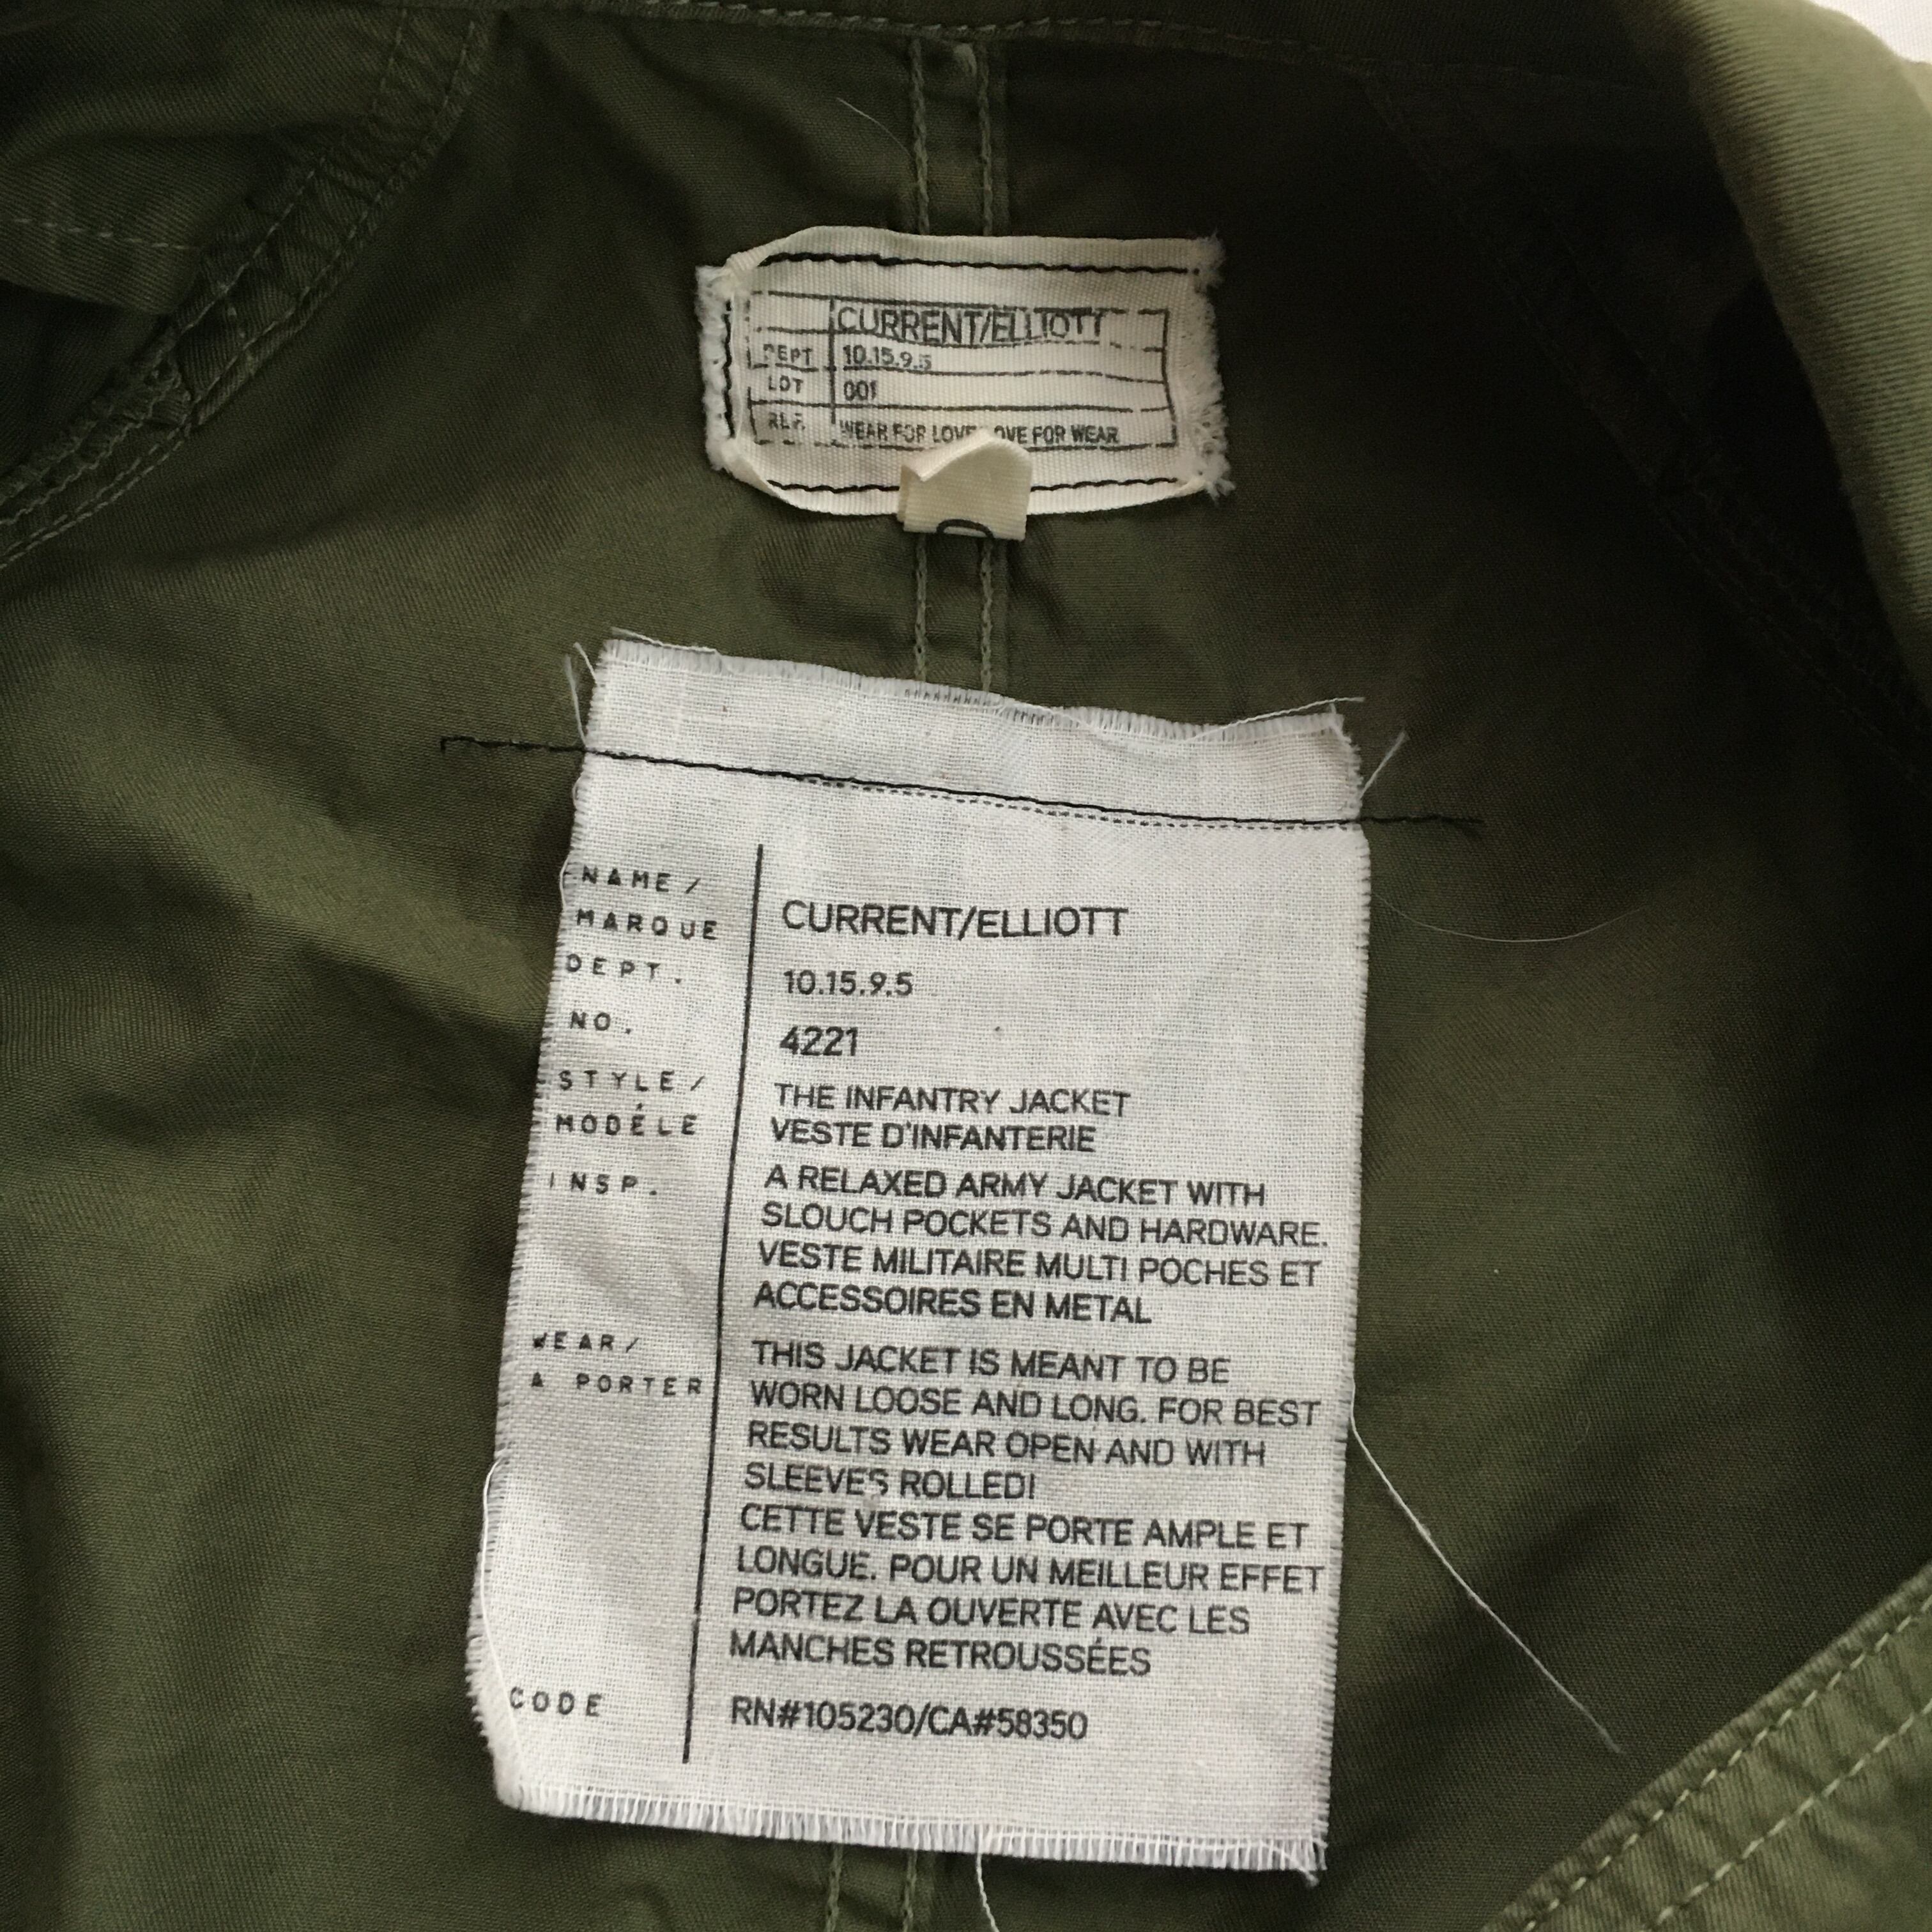 CURRENT/ELLIOTT
DEPT 10.15.9.5
LOT 001
WEAR FOR LOVE FOR WEAR
NAME/
MARQUE
CURRENT/ELLIOTT
DEPT. 10.15.9.5
NO. 4221
STYLE/
MODÉLE
THE INFANTRY JACKET
VESTE D'INFANTERIE
INSP.
A RELAXED ARMY JACKET WITH
SLOUCH POCKETS AND HARDWARE.
VESTE MILITAIRE MULTI POCHES ET
ACCESSOIRES EN METAL
WEAR/
A PORTER
THIS JACKET IS MEANT TO BE
WORN LOOSE AND LONG. FOR BEST
RESULTS WEAR OPEN AND WITH
SLEEVES ROLLED!
CETTE VESTE SE PORTE AMPLE ET
LONGUE. POUR UN MEILLEUR EFFET
PORTEZ LA OUVERTE AVEC LES
MANCHES RETROUSSÉES
CODE RN#105230/CA#58350